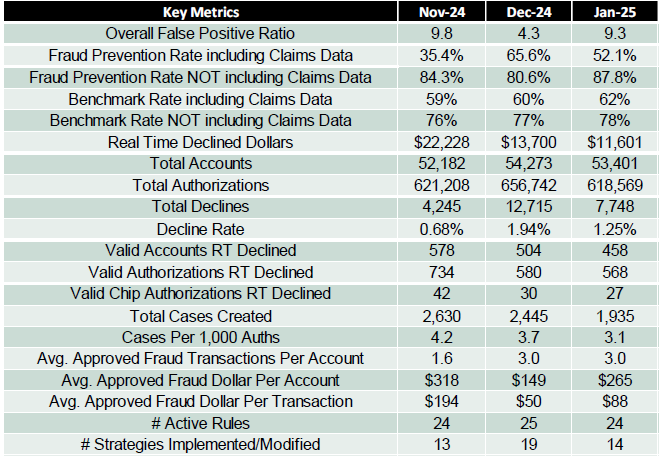 Key Metrics Nov-24 Dec-24 Jan-25
Overall False Positive Ratio 9.8 4.3 9.3
Fraud Prevention Rate including Claims Data 35.4% 65.6% 52.1%
Fraud Prevention Rate NOT including Claims Data 84.3% 80.6% 87.8%
Benchmark Rate including Claims Data 59% 60% 62%
Benchmark Rate NOT including Claims Data 76% 77% 78%
Real Time Declined Dollars $22,228 $13,700 $11,601
Total Accounts 52,182 54,273 53,401
Total Authorizations 621,208 656,742 618,569
Total Declines 4,245 12,715 7,748
Decline Rate 0.68% 1.94% 1.25%
Valid Accounts RT Declined 578 504 458
Valid Authorizations RT Declined 734 580 568
Valid Chip Authorizations RT Declined 42 30 27
Total Cases Created 2,630 2,445 1,935
Cases Per 1,000 Auths 4.2 3.7 3.1
Avg. Approved Fraud Transactions Per Account 1.6 3.0 3.0
Avg. Approved Fraud Dollar Per Account $318 $149 $265
Avg. Approved Fraud Dollar Per Transaction $194 $50 $88
# Active Rules 24 25 24
# Strategies Implemented/Modified 13 19 14